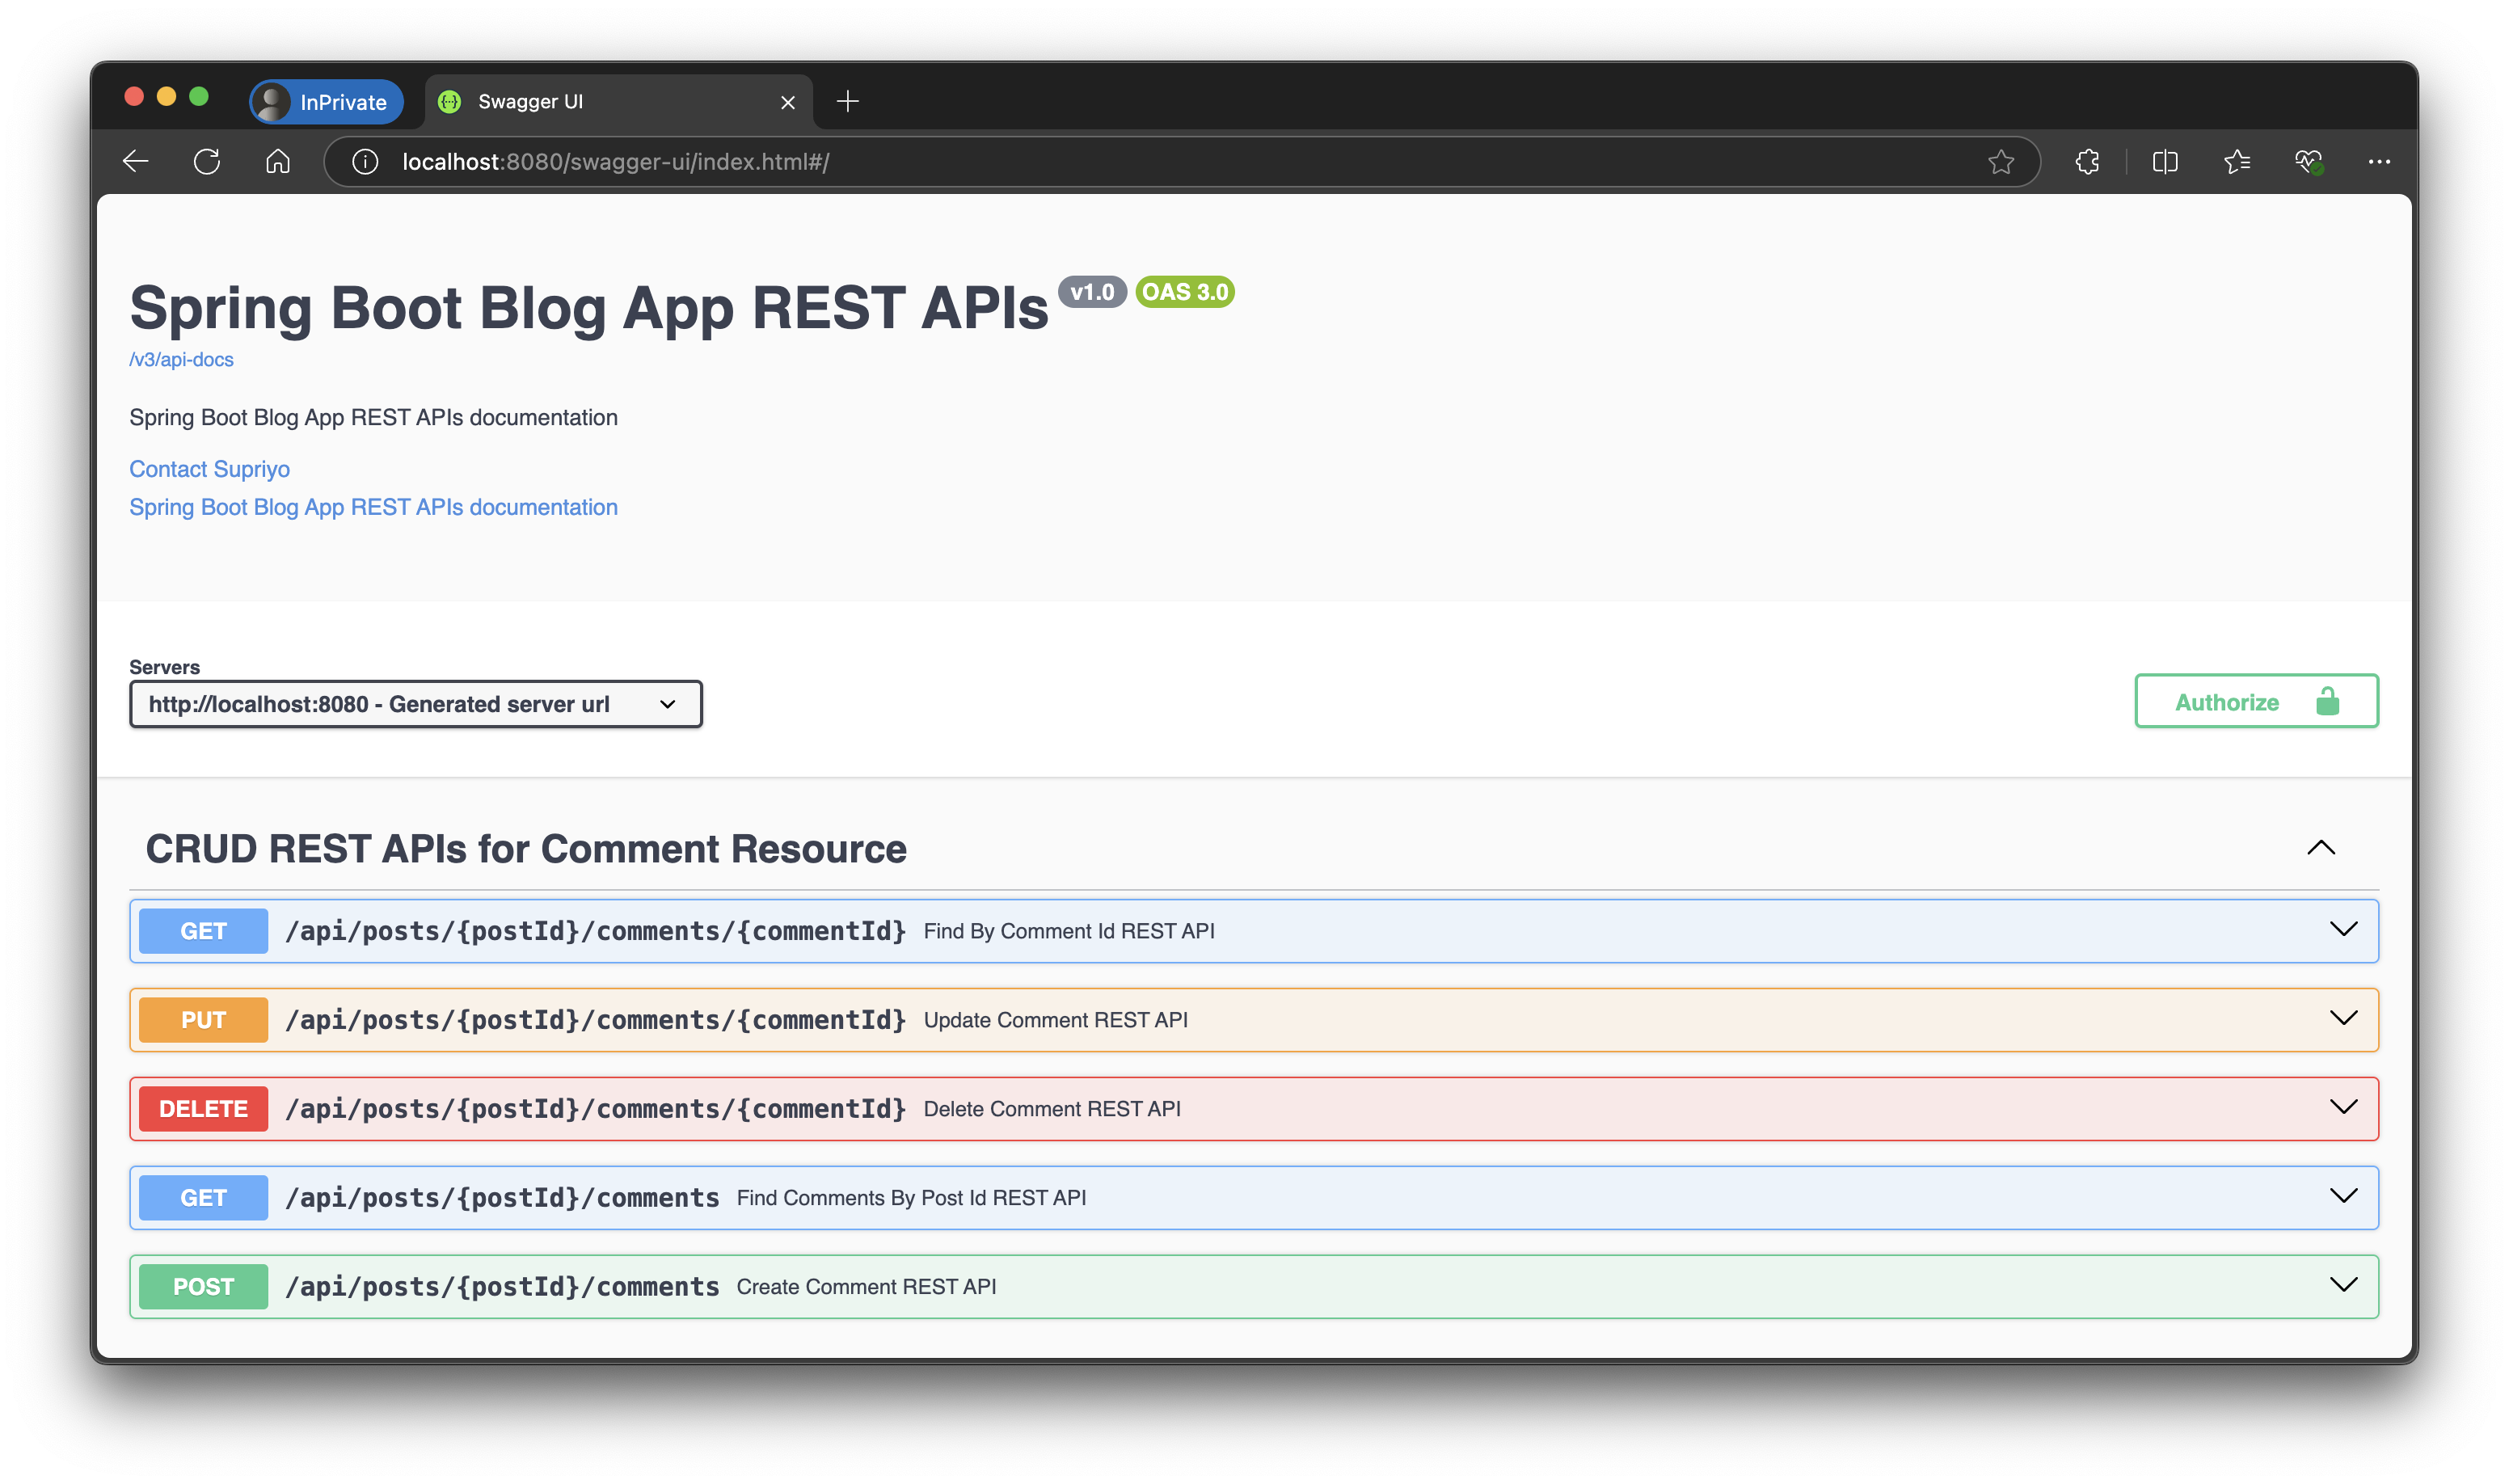 InPrivate
Swagger UI
localhost:8080/swagger-ui/index.html#/
Spring Boot Blog App REST APIs v1.0 OAS 3.0
/v3/api-docs
Spring Boot Blog App REST APIs documentation
Contact Supriyo
Spring Boot Blog App REST APIs documentation
Servers
http://localhost:8080 - Generated server url
Authorize
CRUD REST APIs for Comment Resource
GET /api/posts/{postId}/comments/{commentId} Find By Comment Id REST API
PUT /api/posts/{postId}/comments/{commentId} Update Comment REST API
DELETE /api/posts/{postId}/comments/{commentId} Delete Comment REST API
GET /api/posts/{postId}/comments Find Comments By Post Id REST API
POST /api/posts/{postId}/comments Create Comment REST API